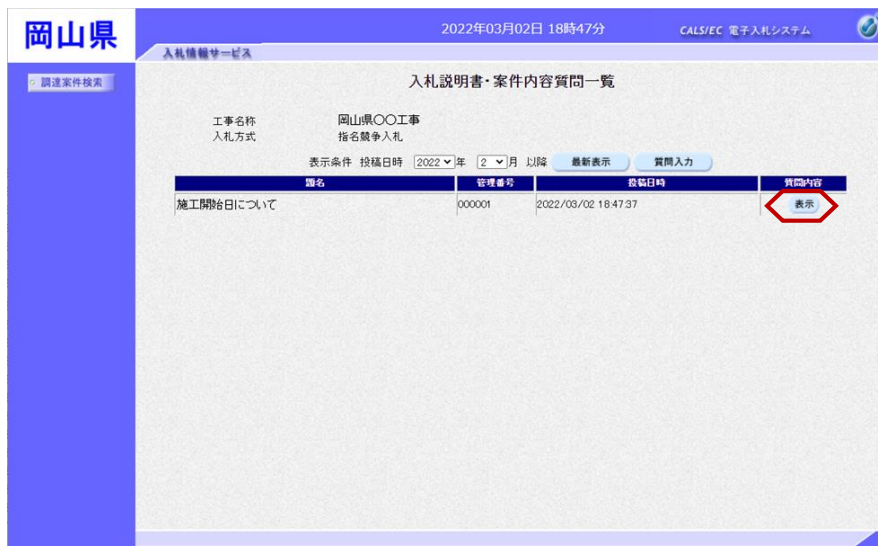 岡山県
2022年03月02日 18時47分
CALS/EC 電子入札システム
入札情報サービス
調達案件検索
入札説明書・案件内容質問一覧
工事名称 岡山県〇〇工事
入札方式 指名競争入札
表示条件 投稿日時 2022 年 2 月 以降 最新表示 質問入力
題名 管理番号 投稿日時 質問内容
施工開始日について 000001 2022/03/02 18:47:37 表示